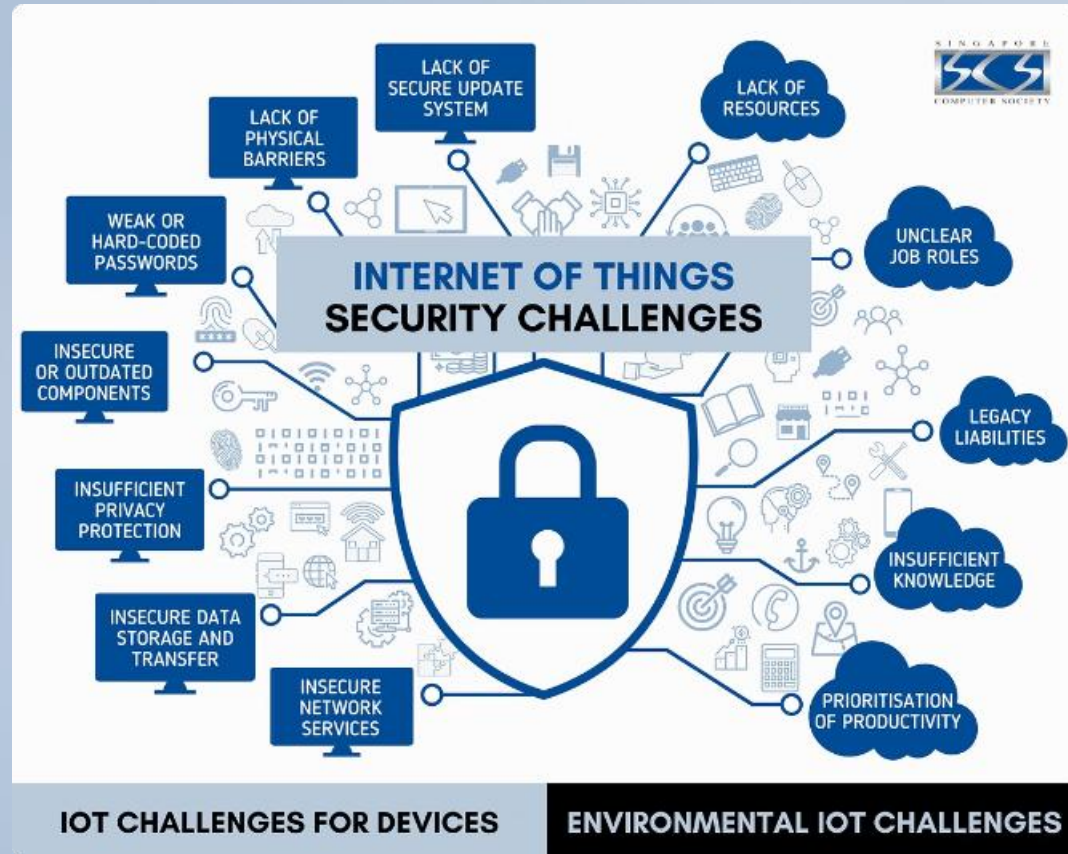 SINGAPORE
SCS
COMPUTER SOCIETY
LACK OF
SECURE UPDATE
SYSTEM
LACK OF
PHYSICAL
BARRIERS
WEAK OR
HARD-CODED
PASSWORDS
INSECURE
OR OUTDATED
COMPONENTS
INSUFFICIENT
PRIVACY
PROTECTION
INSECURE DATA
STORAGE AND
TRANSFER
INSECURE
NETWORK
SERVICES
INTERNET OF THINGS
SECURITY CHALLENGES
LACK OF
RESOURCES
UNCLEAR
JOB ROLES
LEGACY
LIABILITIES
INSUFFICIENT
KNOWLEDGE
PRIORITISATION
OF PRODUCTIVITY
IOT CHALLENGES FOR DEVICES
ENVIRONMENTAL IOT CHALLENGES